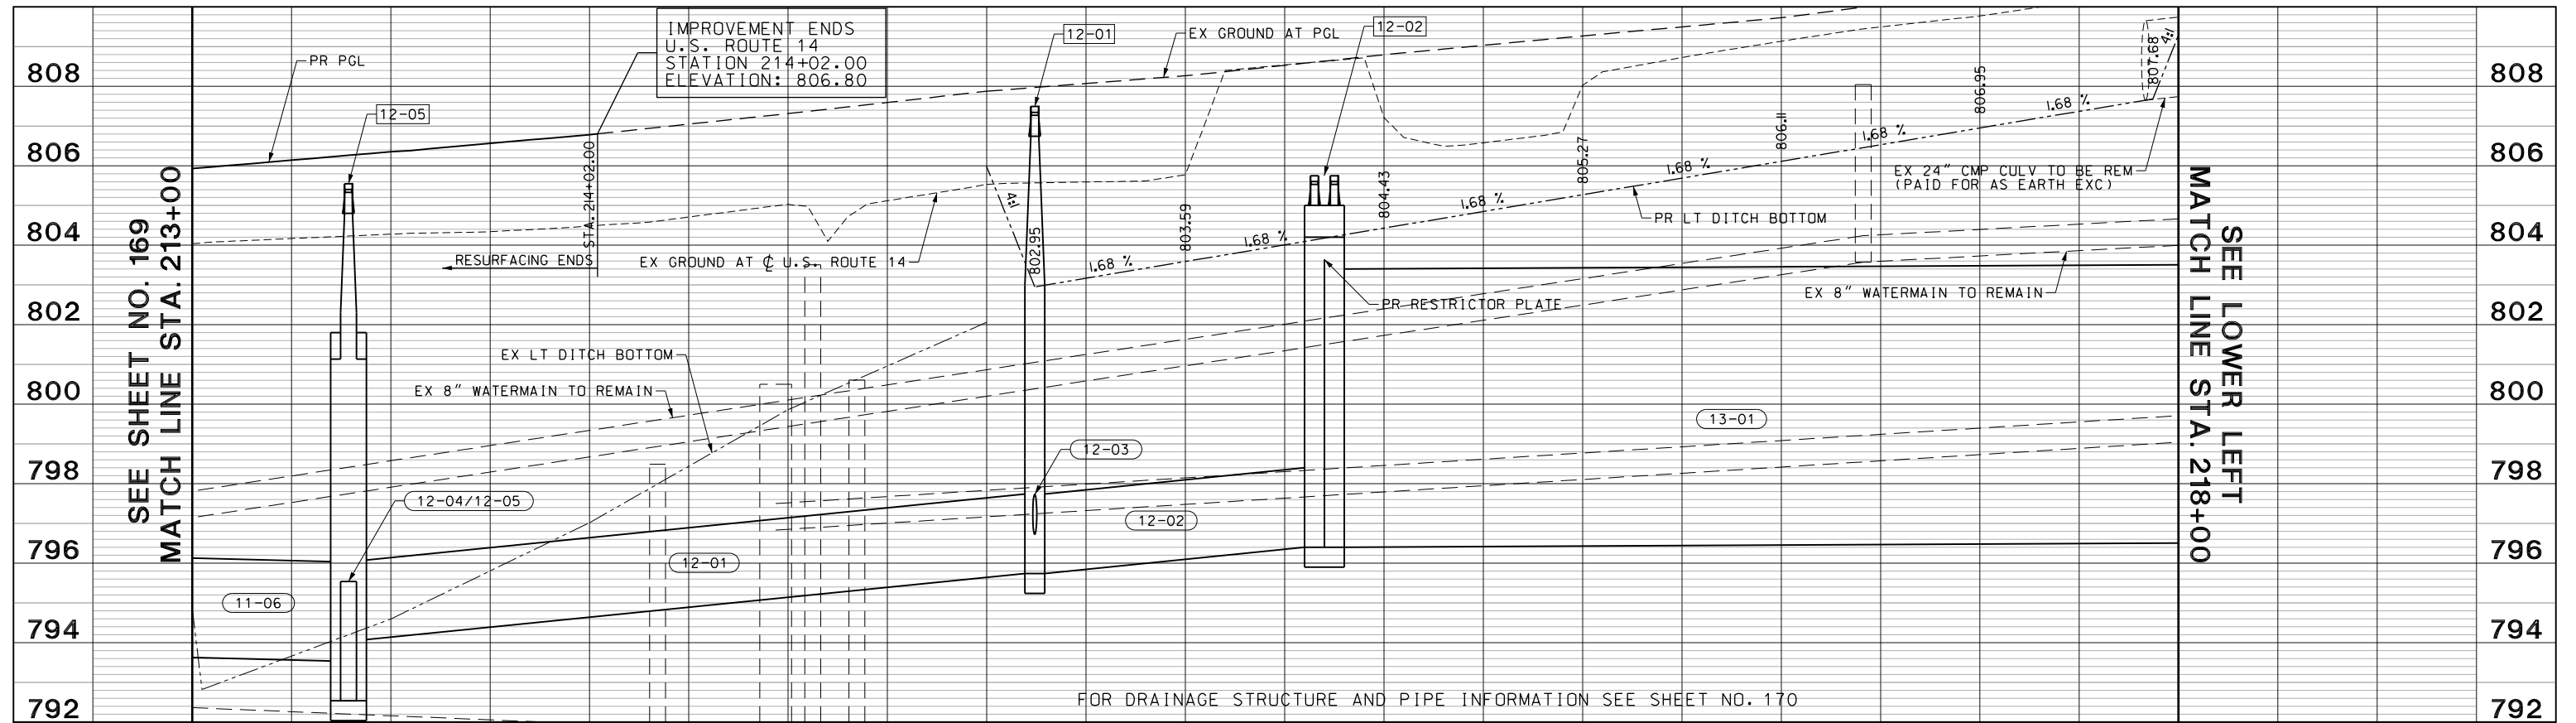 IMPROVEMENT ENDS
U.S. ROUTE 14
STATION 214+02.00
ELEVATION: 806.80
12-01
12-02
EX GROUND AT PGL
PR PGL
12-05
808
806
804
802
800
798
796
794
792
SEE SHEET NO. 169
MATCH LINE STA. 213+00
STA. 214+02.00
RESURFACING ENDS
EX GROUND AT ℄ U.S. ROUTE 14
4:1
802.95
1.68 %
803.59
1.68 %
804.43
1.68 %
805.27
1.68 %
806.11
1.68 %
806.95
1.68 %
807.68
4:1
EX 24" CMP CULV TO BE REM
(PAID FOR AS EARTH EXC)
PR LT DITCH BOTTOM
PR RESTRICTOR PLATE
EX 8" WATERMAIN TO REMAIN
EX LT DITCH BOTTOM
EX 8" WATERMAIN TO REMAIN
13-01
12-03
12-04/12-05
12-02
12-01
11-06
FOR DRAINAGE STRUCTURE AND PIPE INFORMATION SEE SHEET NO. 170
SEE LOWER LEFT
MATCH LINE STA. 218+00
808
806
804
802
800
798
796
794
792